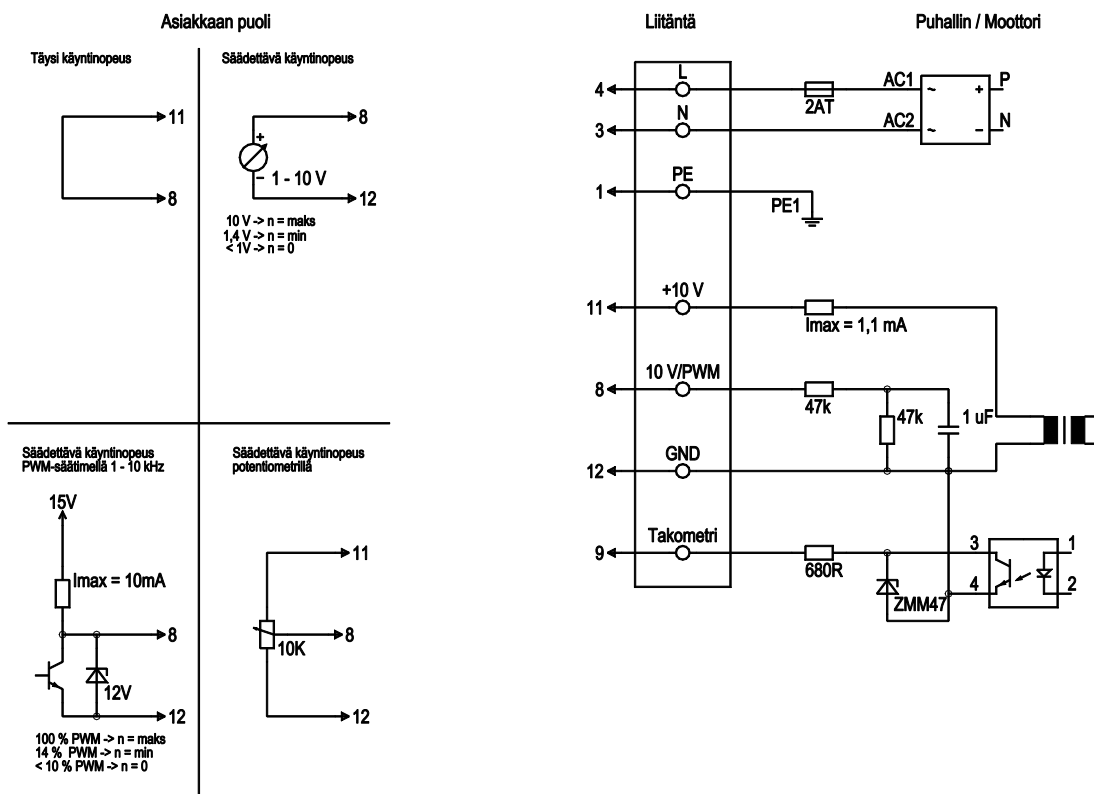 Asiakkaan puoli
Liitäntä
Puhallin / Moottori
Täysi käyntinopeus
11
8
Säädettävä käyntinopeus
8
+
−
1 - 10 V
12
10 V -> n = maks
1,4 V -> n = min
< 1V -> n = 0
Säädettävä käyntinopeus
PWM-säätimellä 1 - 10 kHz
15V
Imax = 10mA
8
12V
12
100 % PWM -> n = maks
14 % PWM -> n = min
< 10 % PWM -> n = 0
Säädettävä käyntinopeus
potentiometrillä
11
8
10K
12
4
L
2AT
AC1
~
+
P
3
N
AC2
~
−
N
1
PE
PE1
11
+10 V
Imax = 1,1 mA
8
10 V/PWM
47k
47k
1 uF
12
GND
9
Takometri
680R
ZMM47
3
4
1
2